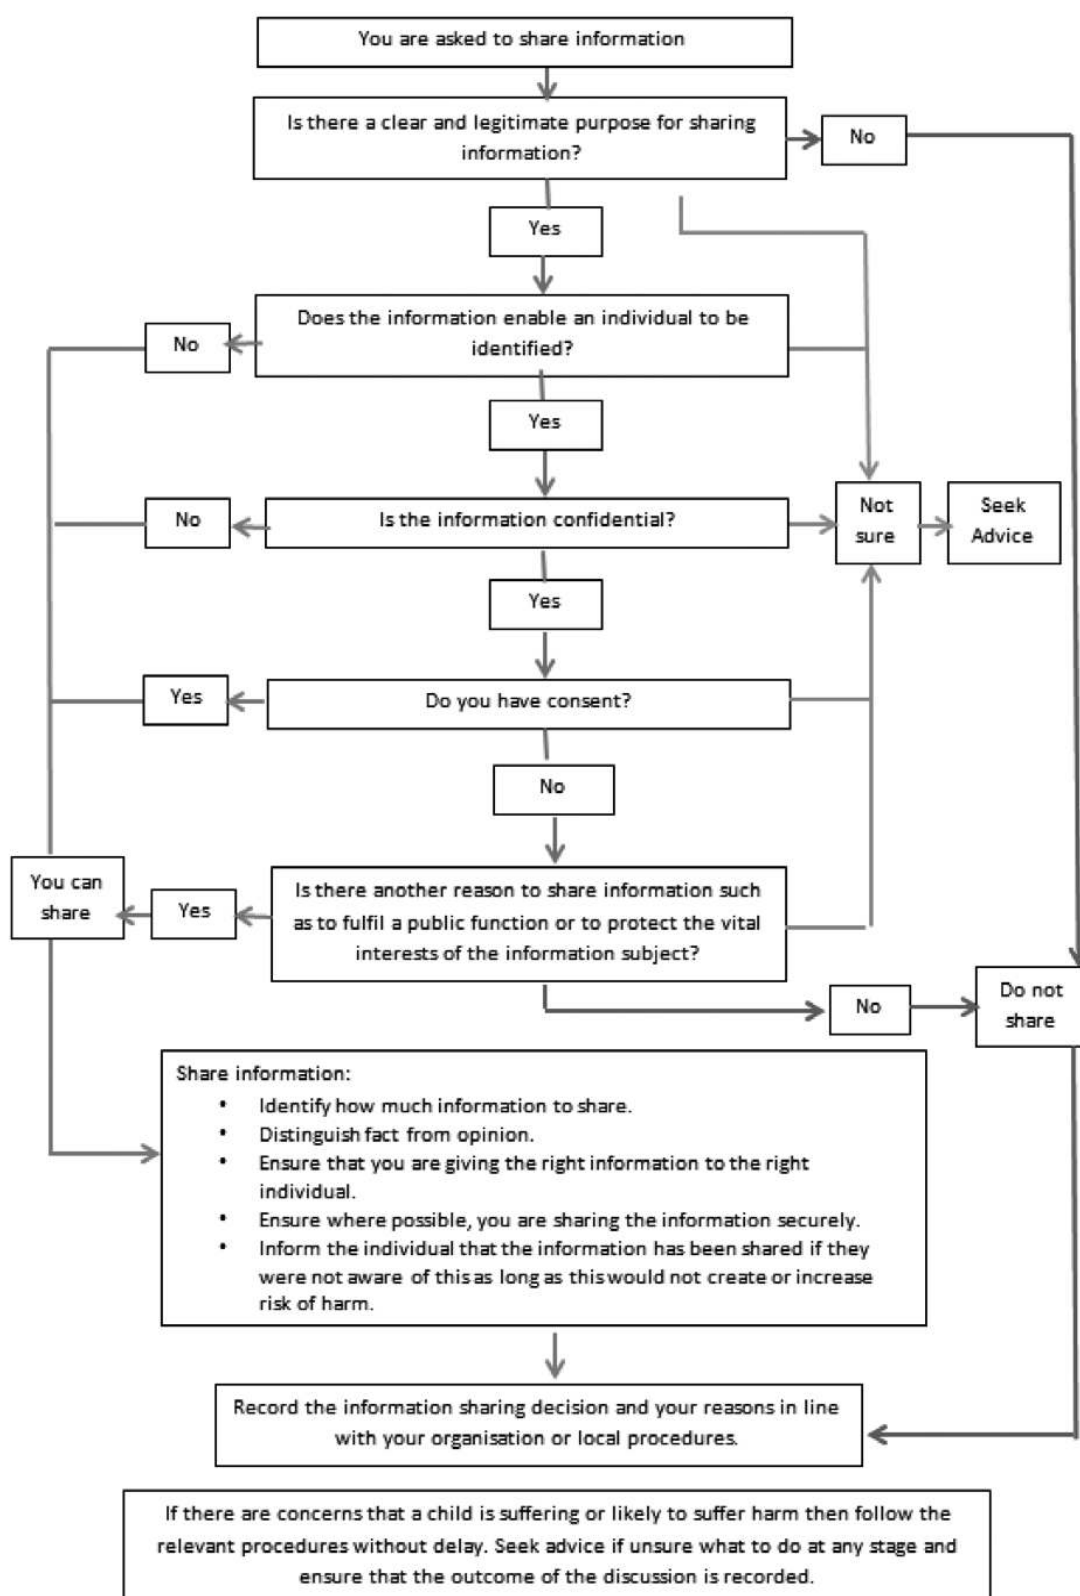 You are asked to share information
Is there a clear and legitimate purpose for sharing
information?
No
Yes
Does the information enable an individual to be
identified?
No
Yes
Is the information confidential?
No
Not
sure
Seek
Advice
Yes
Do you have consent?
Yes
No
Is there another reason to share information such
as to fulfil a public function or to protect the vital
interests of the information subject?
Yes
You can
share
No
Do not
share
Share information:
• Identify how much information to share.
• Distinguish fact from opinion.
• Ensure that you are giving the right information to the right
individual.
• Ensure where possible, you are sharing the information securely.
• Inform the individual that the information has been shared if they
were not aware of this as long as this would not create or increase
risk of harm.
Record the information sharing decision and your reasons in line
with your organisation or local procedures.
If there are concerns that a child is suffering or likely to suffer harm then follow the
relevant procedures without delay. Seek advice if unsure what to do at any stage and
ensure that the outcome of the discussion is recorded.